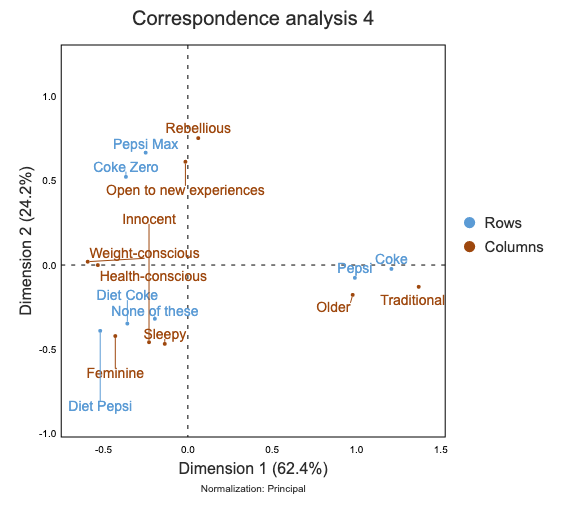 Correspondence analysis 4
Dimension 2 (24.2%)
1.0
0.5
0.0
-0.5
-1.0
Rebellious
Pepsi Max
Coke Zero
Open to new experiences
Innocent
Weight-conscious
Health-conscious
Coke
Pepsi
Diet Coke
Traditional
Older
None of these
Sleepy
Feminine
Diet Pepsi
Rows
Columns
-0.5
0.0
0.5
1.0
1.5
Dimension 1 (62.4%)
Normalization: Principal